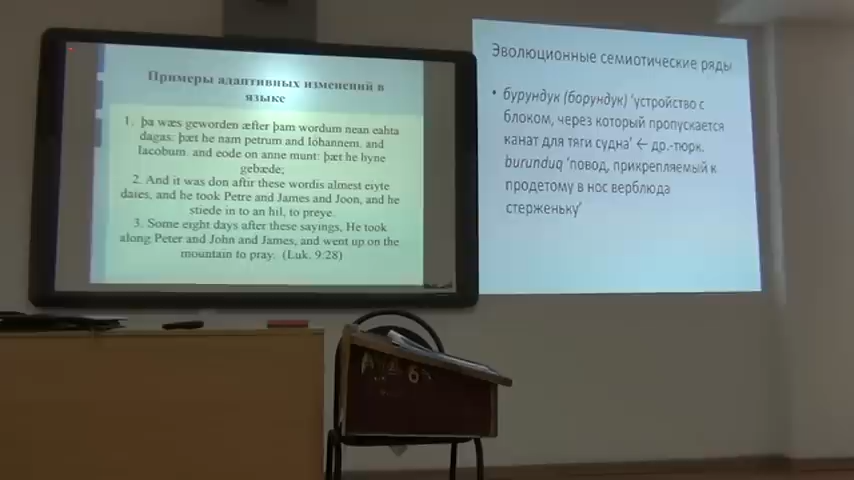 Примеры адаптивных изменений в
языке
1. þa wæs geworden æfter þam wordum nean eahta
dagas: þæt he nam petrum and Iohannem. and
Iacobum. and eode on anne munt: þæt he hyne
gebæde;
2. And it was don aftir these wordis almest eiyte
daies, and he took Petre and James and Joon, and he
stiede in to an hil, to preye.
3. Some eight days after these sayings, He took
along Peter and John and James, and went up on the
mountain to pray. (Luk. 9:28)
Эволюционные семиотические ряды
• бурундук (борундук) ‘устройство с
блоком, через который пропускается
канат для тяги судна’ ← др.-тюрк.
burunduq ‘повод, прикрепляемый к
продетому в нос верблюда
стерженьку’